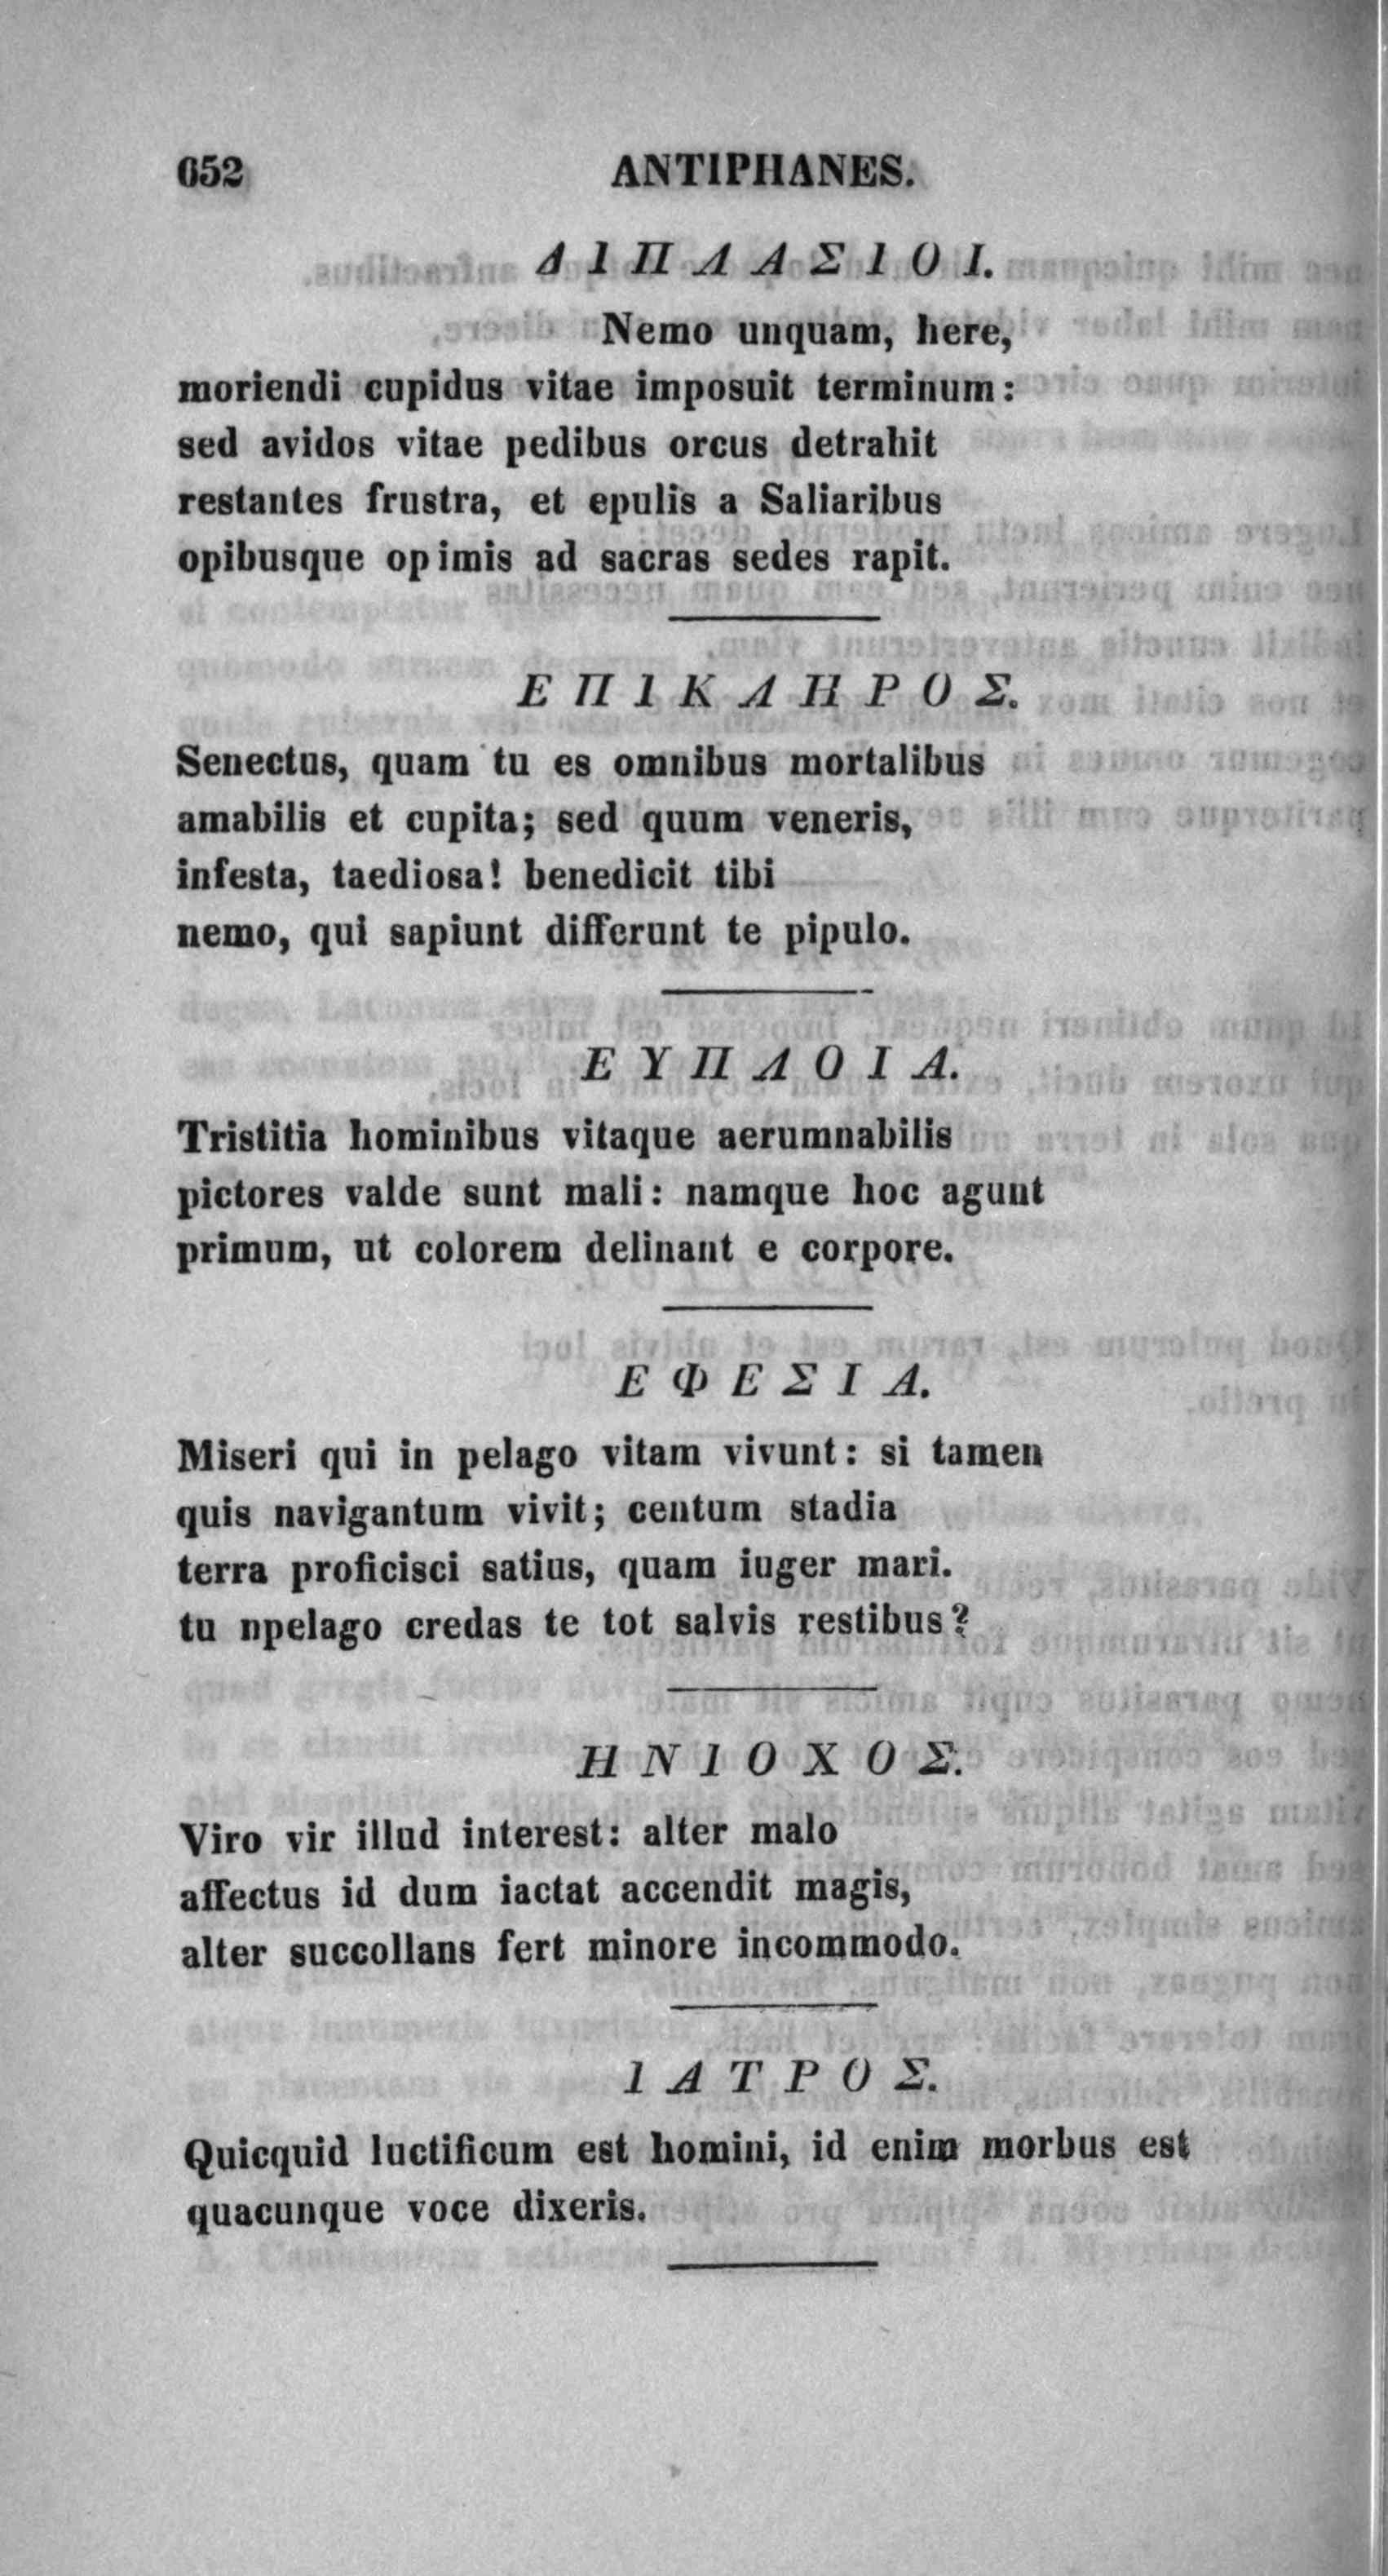 652 ANTIPHANES.
ΔΙΠΛΑΣΙΟΙ.
Nemo unquam, here,
moriendi cupidus vitae imposuit terminum:
sed avidos vitae pedibus orcus detrahit
restantes frustra, et epulis a Saliaribus
opibusque opimis ad sacras sedes rapit.
ΕΠΙΚΛΗΡΟΣ.
Senectus, quam tu es omnibus mortalibus
amabilis et cupita; sed quum veneris,
infesta, taediosa! benedicit tibi
nemo, qui sapiunt differunt te pipulo.
ΕΥΠΛΟΙΑ.
Tristitia hominibus vitaque aerumnabilis
pictores valde sunt mali: namque hoc agunt
primum, ut colorem delinant e corpore.
ΕΦΕΣΙΑ.
Miseri qui in pelago vitam vivunt: si tamen
quis navigantum vivit; centum stadia
terra proficisci satius, quam iuger mari.
tu npelago credas te tot salvis restibus?
ΗΝΙΟΧΟΣ.
Viro vir illud interest: alter malo
affectus id dum iactat accendit magis,
alter succollans fert minore incommodo.
ΙΑΤΡΟΣ.
Quicquid luctificum est homini, id enim morbus est
quacunque voce dixeris.